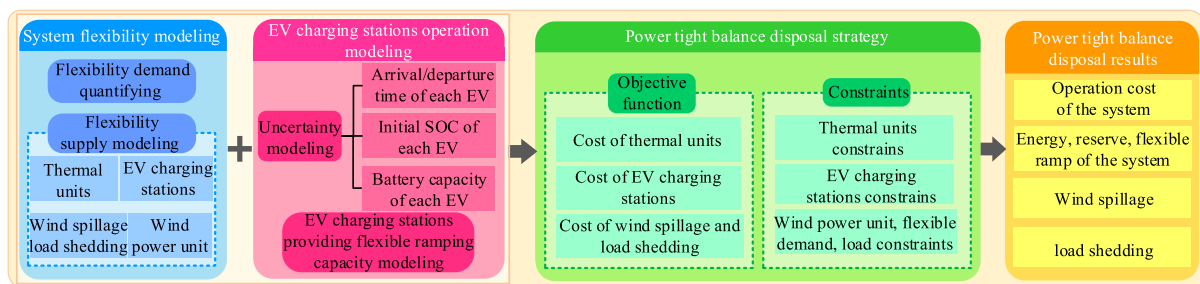 System flexibility modeling
Flexibility demand
quantifying
Flexibility
supply modeling
Thermal
units
EV charging
stations
Wind spillage
load shedding
Wind
power unit
+
EV charging stations operation
modeling
Uncertainty
modeling
Arrival/departure
time of each EV
Initial SOC of
each EV
Battery capacity
of each EV
EV charging stations
providing flexible ramping
capacity modeling
Power tight balance disposal strategy
Objective
function
Cost of thermal units
Cost of EV charging
stations
Cost of wind spillage and
load shedding
Constraints
Thermal units
constrains
EV charging
stations constrains
Wind power unit, flexible
demand, load constraints
Power tight balance
disposal results
Operation cost
of the system
Energy, reserve, flexible
ramp of the system
Wind spillage
load shedding